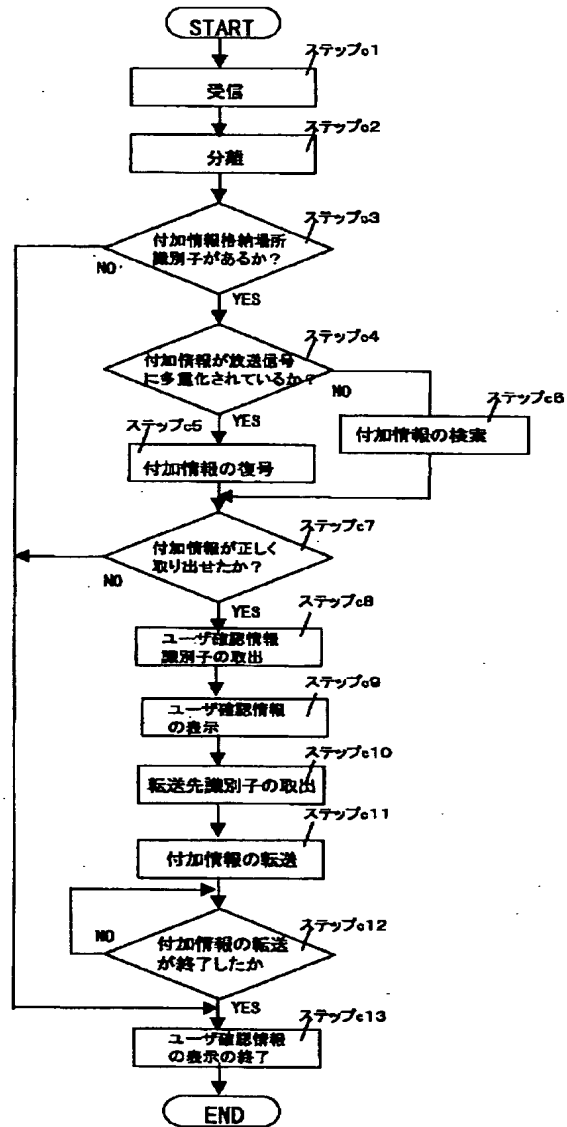 START
ステップc1
受信
ステップc2
分離
ステップc3
付加情報格納場所
識別子があるか？
NO
YES
ステップc4
付加情報が放送信号
に多重化されているか？
NO
YES
ステップc5
付加情報の復号
ステップc6
付加情報の検索
ステップc7
付加情報が正しく
取り出せたか？
NO
YES
ステップc8
ユーザ確認情報
識別子の取出
ステップc9
ユーザ確認情報
の表示
ステップc10
転送先識別子の取出
ステップc11
付加情報の転送
ステップc12
付加情報の転送
が終了したか
NO
YES
ステップc13
ユーザ確認情報
の表示の終了
END